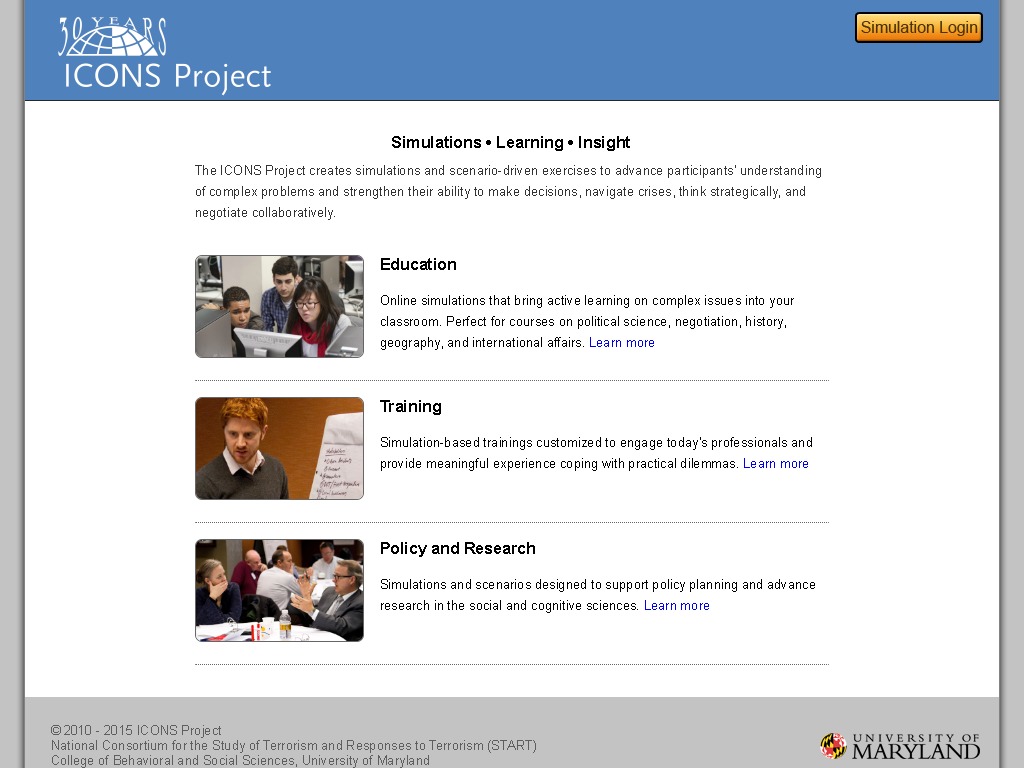 30 YEARS
ICONS Project
Simulation Login
Simulations • Learning • Insight
The ICONS Project creates simulations and scenario-driven exercises to advance participants' understanding
of complex problems and strengthen their ability to make decisions, navigate crises, think strategically, and
negotiate collaboratively.
Education
Online simulations that bring active learning on complex issues into your
classroom. Perfect for courses on political science, negotiation, history,
geography, and international affairs. Learn more
Training
Simulation-based trainings customized to engage today's professionals and
provide meaningful experience coping with practical dilemmas. Learn more
Policy and Research
Simulations and scenarios designed to support policy planning and advance
research in the social and cognitive sciences. Learn more
© 2010 - 2015 ICONS Project
National Consortium for the Study of Terrorism and Responses to Terrorism (START)
College of Behavioral and Social Sciences, University of Maryland
UNIVERSITY OF
MARYLAND